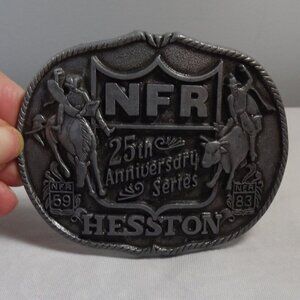 NFR
25th
Anniversary
Series
NFR
59
NFR
83
HESSTON